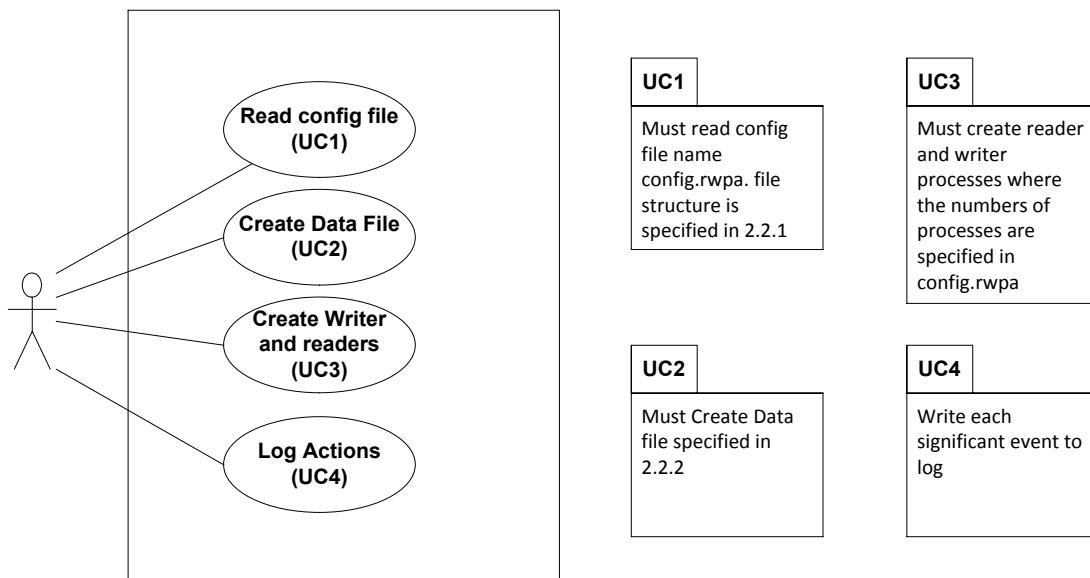 Read config file
(UC1)
Create Data File
(UC2)
Create Writer
and readers
(UC3)
Log Actions
(UC4)
UC1
Must read config
file name
config.rwpa. file
structure is
specified in 2.2.1
UC3
Must create reader
and writer
processes where
the numbers of
processes are
specified in
config.rwpa
UC2
Must Create Data
file specified in
2.2.2
UC4
Write each
significant event to
log